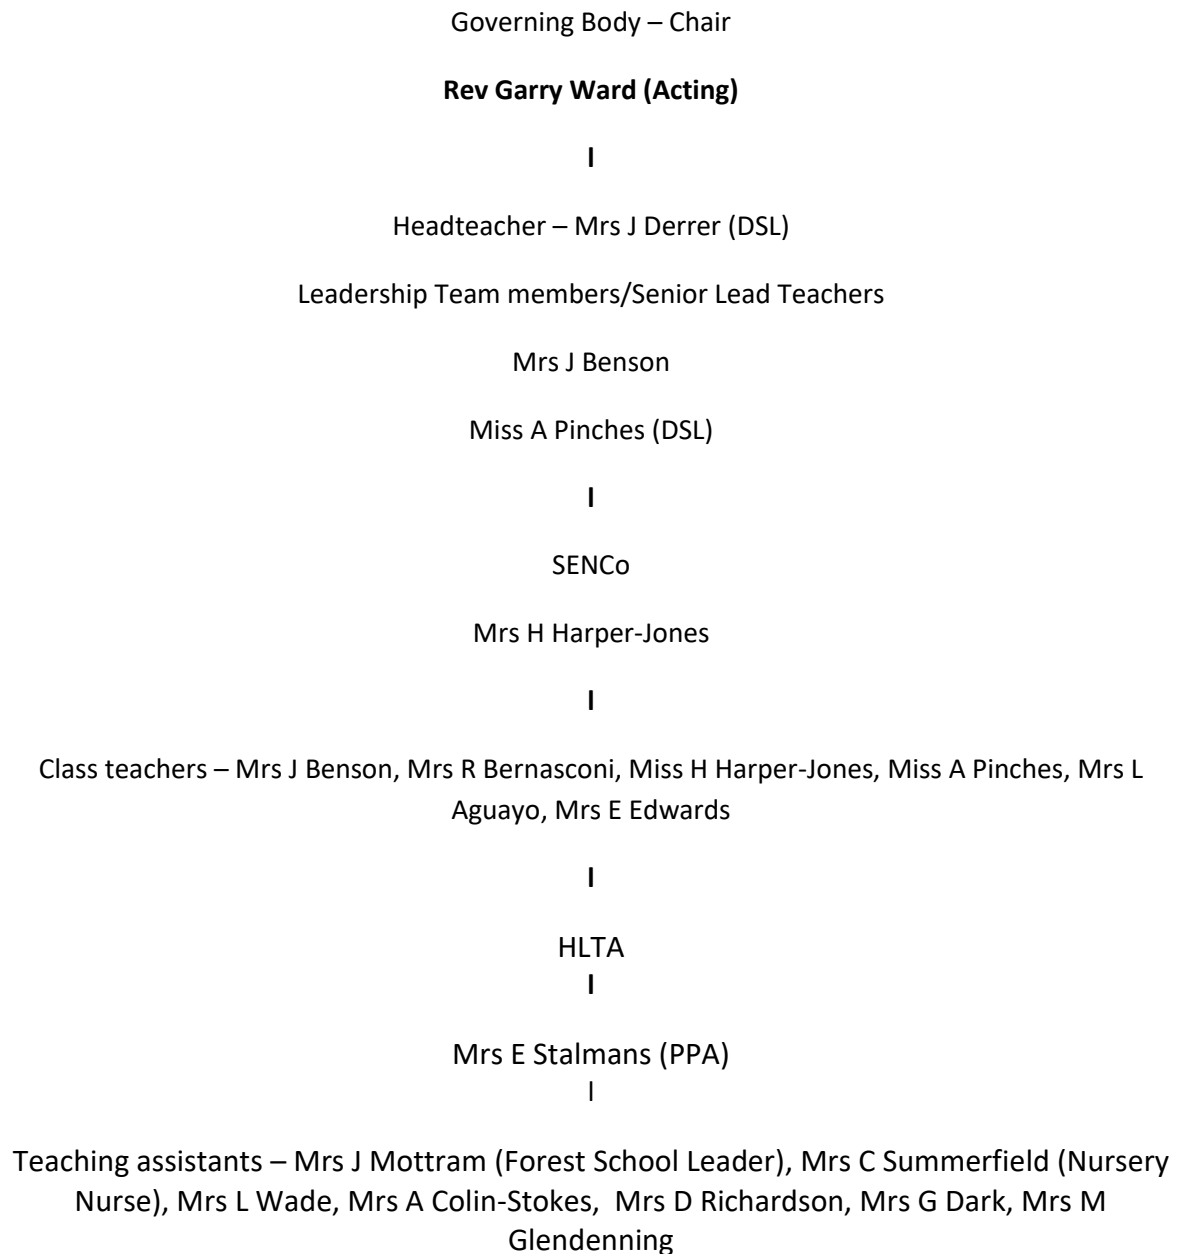 Governing Body – Chair
Rev Garry Ward (Acting)
I
Headteacher – Mrs J Derrer (DSL)
Leadership Team members/Senior Lead Teachers
Mrs J Benson
Miss A Pinches (DSL)
I
SENCo
Mrs H Harper-Jones
I
Class teachers – Mrs J Benson, Mrs R Bernasconi, Miss H Harper-Jones, Miss A Pinches, Mrs L
Aguayo, Mrs E Edwards
I
HLTA
I
Mrs E Stalmans (PPA)
I
Teaching assistants – Mrs J Mottram (Forest School Leader), Mrs C Summerfield (Nursery
Nurse), Mrs L Wade, Mrs A Colin-Stokes,  Mrs D Richardson, Mrs G Dark, Mrs M
Glendenning